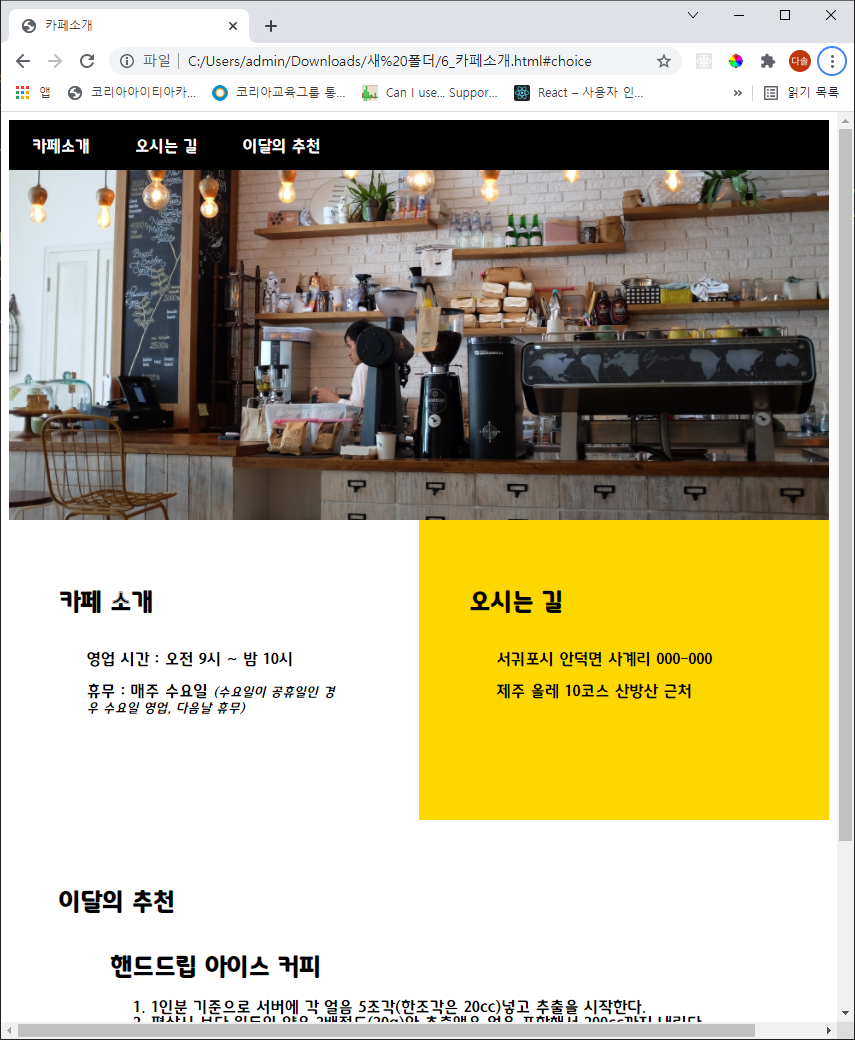 카페소개
파일 | C:/Users/admin/Downloads/새%20폴더/6_카페소개.html#choice
다솔
앱 코리아아이티아카... 코리아교육그룹 통... Can I use... Suppor... React – 사용자 인... » 읽기 목록
카페소개 오시는 길 이달의 추천
카페 소개
영업 시간 : 오전 9시 ~ 밤 10시
휴무 : 매주 수요일 (수요일이 공휴일인 경
우 수요일 영업, 다음날 휴무)
오시는 길
서귀포시 안덕면 사계리 000-000
제주 올레 10코스 산방산 근처
이달의 추천
핸드드립 아이스 커피
1. 1인분 기준으로 서버에 각 얼음 5조각(한조각은 20cc)넣고 추출을 시작한다.